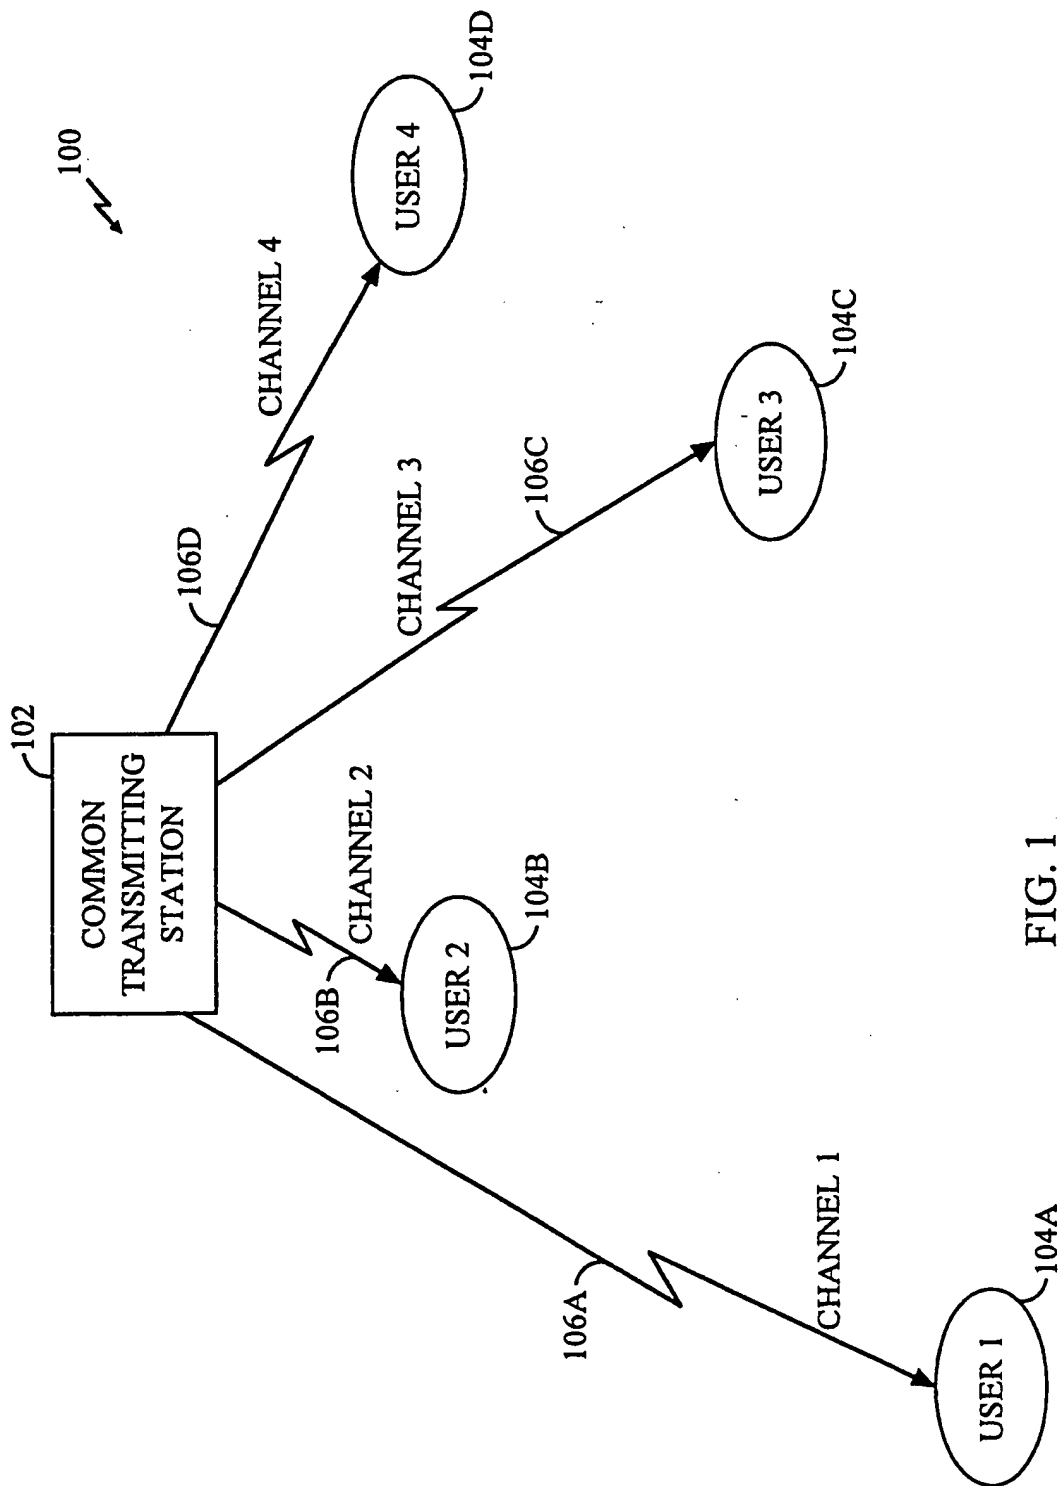 100
102
COMMON
TRANSMITTING
STATION
106A
CHANNEL 1
USER 1
104A
106B
CHANNEL 2
USER 2
104B
106C
CHANNEL 3
USER 3
104C
106D
CHANNEL 4
USER 4
104D
FIG. 1